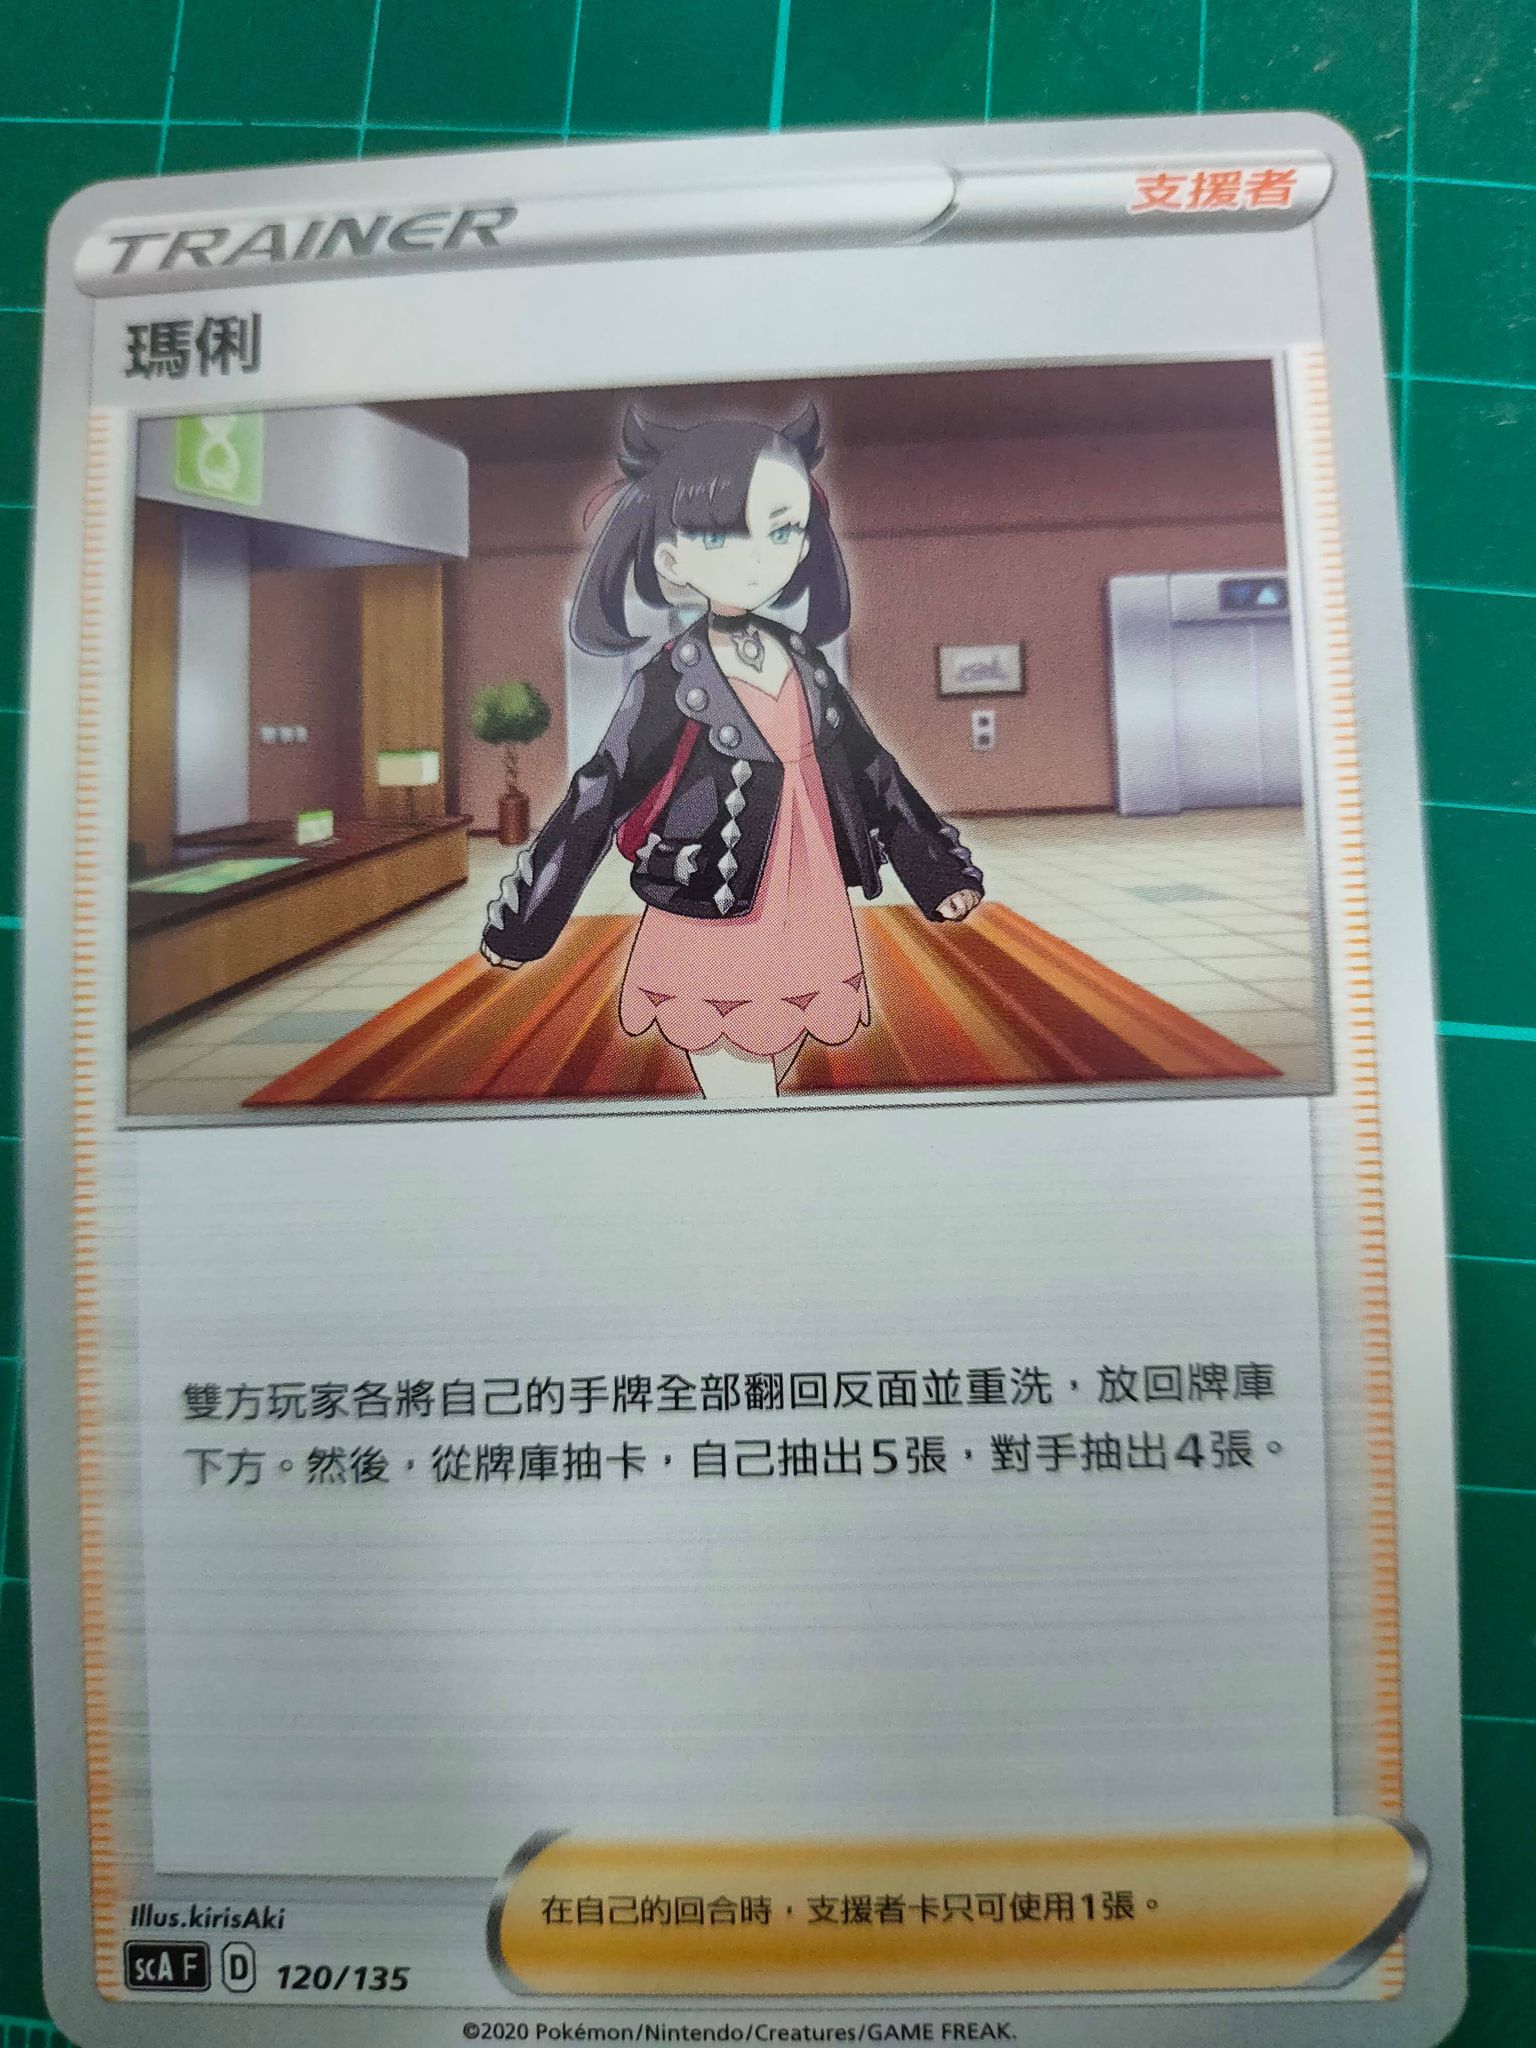 TRAINER
支援者
瑪俐
雙方玩家各將自己的手牌全部翻回反面並重洗，放回牌庫
下方。然後，從牌庫抽卡，自己抽出5張，對手抽出4張。
Illus.kirisAki
在自己的回合時，支援者卡只可使用1張。
scA F D 120/135
©2020 Pokémon/Nintendo/Creatures/GAME FREAK.